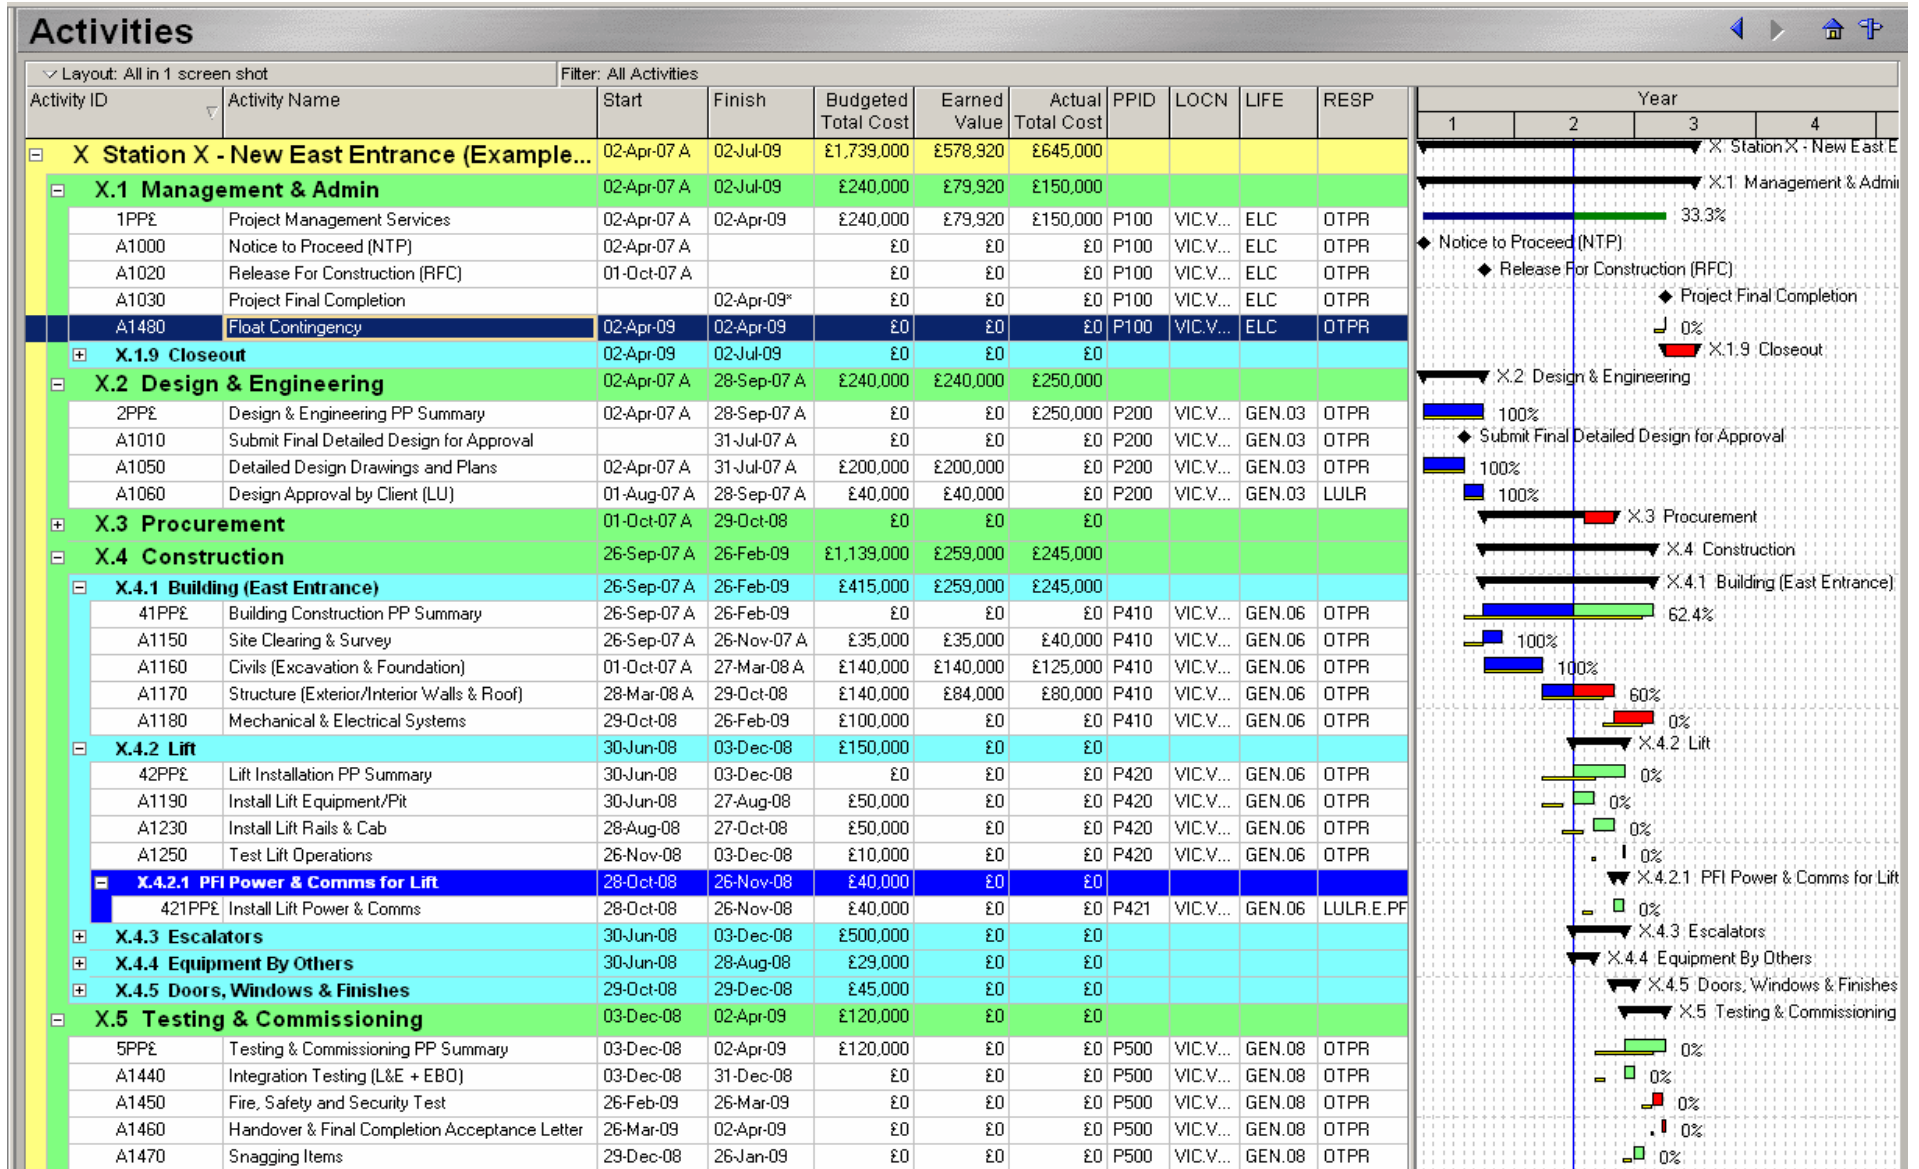 Activities
Layout: All in 1 screen shot Filter: All Activities
Activity ID Activity Name Start Finish Budgeted Total Cost Earned Value Actual Total Cost PPID LOCN LIFE RESP Year
1 2 3 4
X Station X - New East Entrance (Example... 02-Apr-07 A 02-Jul-09 £1,739,000 £578,920 £645,000 X Station X - New East E
X.1 Management & Admin 02-Apr-07 A 02-Jul-09 £240,000 £79,920 £150,000 X.1 Management & Admi
1PP£ Project Management Services 02-Apr-07 A 02-Apr-09 £240,000 £79,920 £150,000 P100 VIC.V... ELC OTPR 33.3%
A1000 Notice to Proceed (NTP) 02-Apr-07 A £0 £0 £0 P100 VIC.V... ELC OTPR Notice to Proceed (NTP)
A1020 Release For Construction (RFC) 01-Oct-07 A £0 £0 £0 P100 VIC.V... ELC OTPR Release For Construction (RFC)
A1030 Project Final Completion 02-Apr-09* £0 £0 £0 P100 VIC.V... ELC OTPR Project Final Completion
A1480 Float Contingency 02-Apr-09 02-Apr-09 £0 £0 £0 P100 VIC.V... ELC OTPR 0%
X.1.9 Closeout 02-Apr-09 02-Jul-09 £0 £0 £0 X.1.9 Closeout
X.2 Design & Engineering 02-Apr-07 A 28-Sep-07 A £240,000 £240,000 £250,000 X.2 Design & Engineering
2PP£ Design & Engineering PP Summary 02-Apr-07 A 28-Sep-07 A £0 £0 £250,000 P200 VIC.V... GEN.03 OTPR 100%
A1010 Submit Final Detailed Design for Approval 31-Jul-07 A £0 £0 £0 P200 VIC.V... GEN.03 OTPR Submit Final Detailed Design for Approval
A1050 Detailed Design Drawings and Plans 02-Apr-07 A 31-Jul-07 A £200,000 £200,000 £0 P200 VIC.V... GEN.03 OTPR 100%
A1060 Design Approval by Client (LU) 01-Aug-07 A 28-Sep-07 A £40,000 £40,000 £0 P200 VIC.V... GEN.03 LULR 100%
X.3 Procurement 01-Oct-07 A 29-Oct-08 £0 £0 £0 X.3 Procurement
X.4 Construction 26-Sep-07 A 26-Feb-09 £1,139,000 £259,000 £245,000 X.4 Construction
X.4.1 Building (East Entrance) 26-Sep-07 A 26-Feb-09 £415,000 £259,000 £245,000 X.4.1 Building (East Entrance)
41PP£ Building Construction PP Summary 26-Sep-07 A 26-Feb-09 £0 £0 £0 P410 VIC.V... GEN.06 OTPR 62.4%
A1150 Site Clearing & Survey 26-Sep-07 A 26-Nov-07 A £35,000 £35,000 £40,000 P410 VIC.V... GEN.06 OTPR 100%
A1160 Civils (Excavation & Foundation) 01-Oct-07 A 27-Mar-08 A £140,000 £140,000 £125,000 P410 VIC.V... GEN.06 OTPR 100%
A1170 Structure (Exterior/Interior Walls & Roof) 28-Mar-08 A 29-Oct-08 £140,000 £84,000 £80,000 P410 VIC.V... GEN.06 OTPR 60%
A1180 Mechanical & Electrical Systems 29-Oct-08 26-Feb-09 £100,000 £0 £0 P410 VIC.V... GEN.06 OTPR 0%
X.4.2 Lift 30-Jun-08 03-Dec-08 £150,000 £0 £0 X.4.2 Lift
42PP£ Lift Installation PP Summary 30-Jun-08 03-Dec-08 £0 £0 £0 P420 VIC.V... GEN.06 OTPR 0%
A1190 Install Lift Equipment/Pit 30-Jun-08 27-Aug-08 £50,000 £0 £0 P420 VIC.V... GEN.06 OTPR 0%
A1230 Install Lift Rails & Cab 28-Aug-08 27-Oct-08 £50,000 £0 £0 P420 VIC.V... GEN.06 OTPR 0%
A1250 Test Lift Operations 26-Nov-08 03-Dec-08 £10,000 £0 £0 P420 VIC.V... GEN.06 OTPR 0%
X.4.2.1 PFI Power & Comms for Lift 28-Oct-08 26-Nov-08 £40,000 £0 £0 X.4.2.1 PFI Power & Comms for Lift
421PP£ Install Lift Power & Comms 28-Oct-08 26-Nov-08 £40,000 £0 £0 P421 VIC.V... GEN.06 LULR.E.PF 0%
X.4.3 Escalators 30-Jun-08 03-Dec-08 £500,000 £0 £0 X.4.3 Escalators
X.4.4 Equipment By Others 30-Jun-08 28-Aug-08 £29,000 £0 £0 X.4.4 Equipment By Others
X.4.5 Doors, Windows & Finishes 29-Oct-08 29-Dec-08 £45,000 £0 £0 X.4.5 Doors, Windows & Finishes
X.5 Testing & Commissioning 03-Dec-08 02-Apr-09 £120,000 £0 £0 X.5 Testing & Commissioning
5PP£ Testing & Commissioning PP Summary 03-Dec-08 02-Apr-09 £120,000 £0 £0 P500 VIC.V... GEN.08 OTPR 0%
A1440 Integration Testing (L&E + EBO) 03-Dec-08 31-Dec-08 £0 £0 £0 P500 VIC.V... GEN.08 OTPR 0%
A1450 Fire, Safety and Security Test 26-Feb-09 26-Mar-09 £0 £0 £0 P500 VIC.V... GEN.08 OTPR 0%
A1460 Handover & Final Completion Acceptance Letter 26-Mar-09 02-Apr-09 £0 £0 £0 P500 VIC.V... GEN.08 OTPR 0%
A1470 Snagging Items 29-Dec-08 26-Jan-09 £0 £0 £0 P500 VIC.V... GEN.08 OTPR 0%